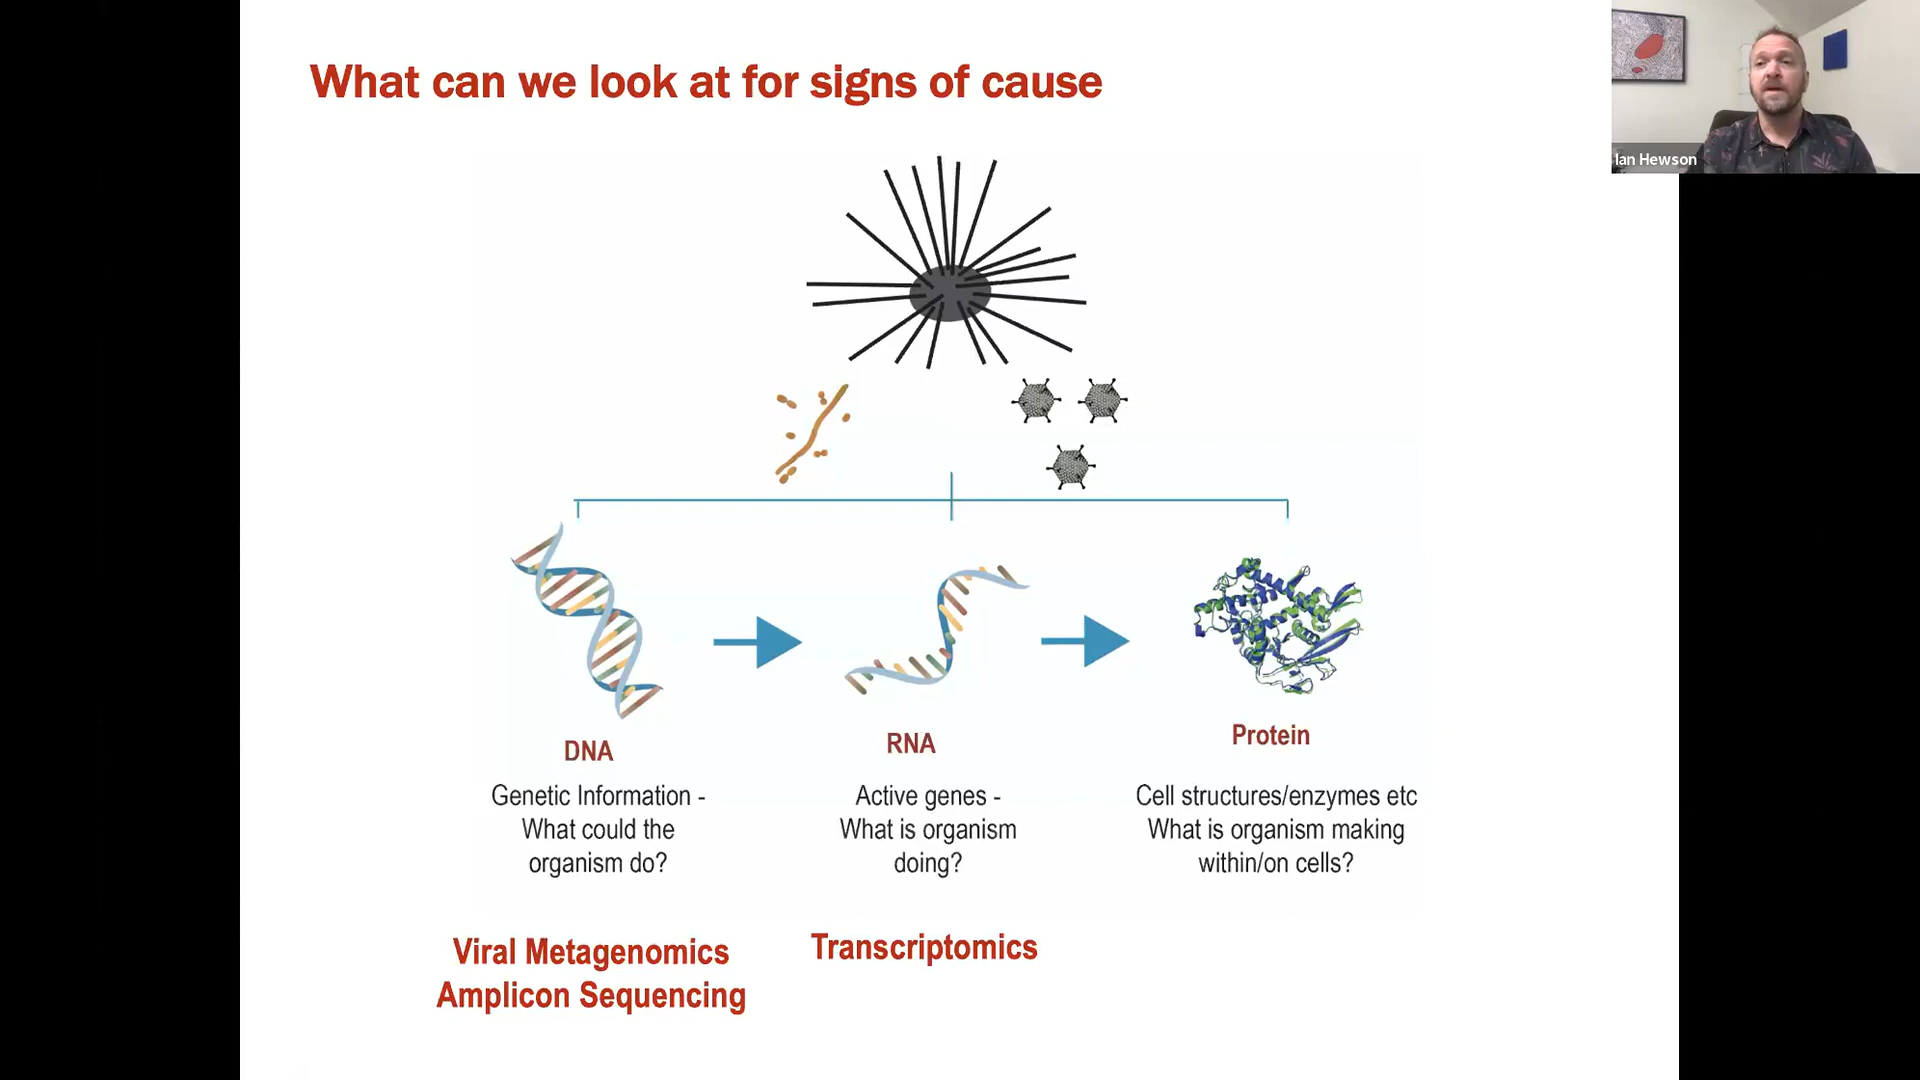 What can we look at for signs of cause
Ian Hewson
DNA
RNA
Protein
Genetic Information -
What could the
organism do?
Active genes -
What is organism
doing?
Cell structures/enzymes etc
What is organism making
within/on cells?
Viral Metagenomics
Amplicon Sequencing
Transcriptomics